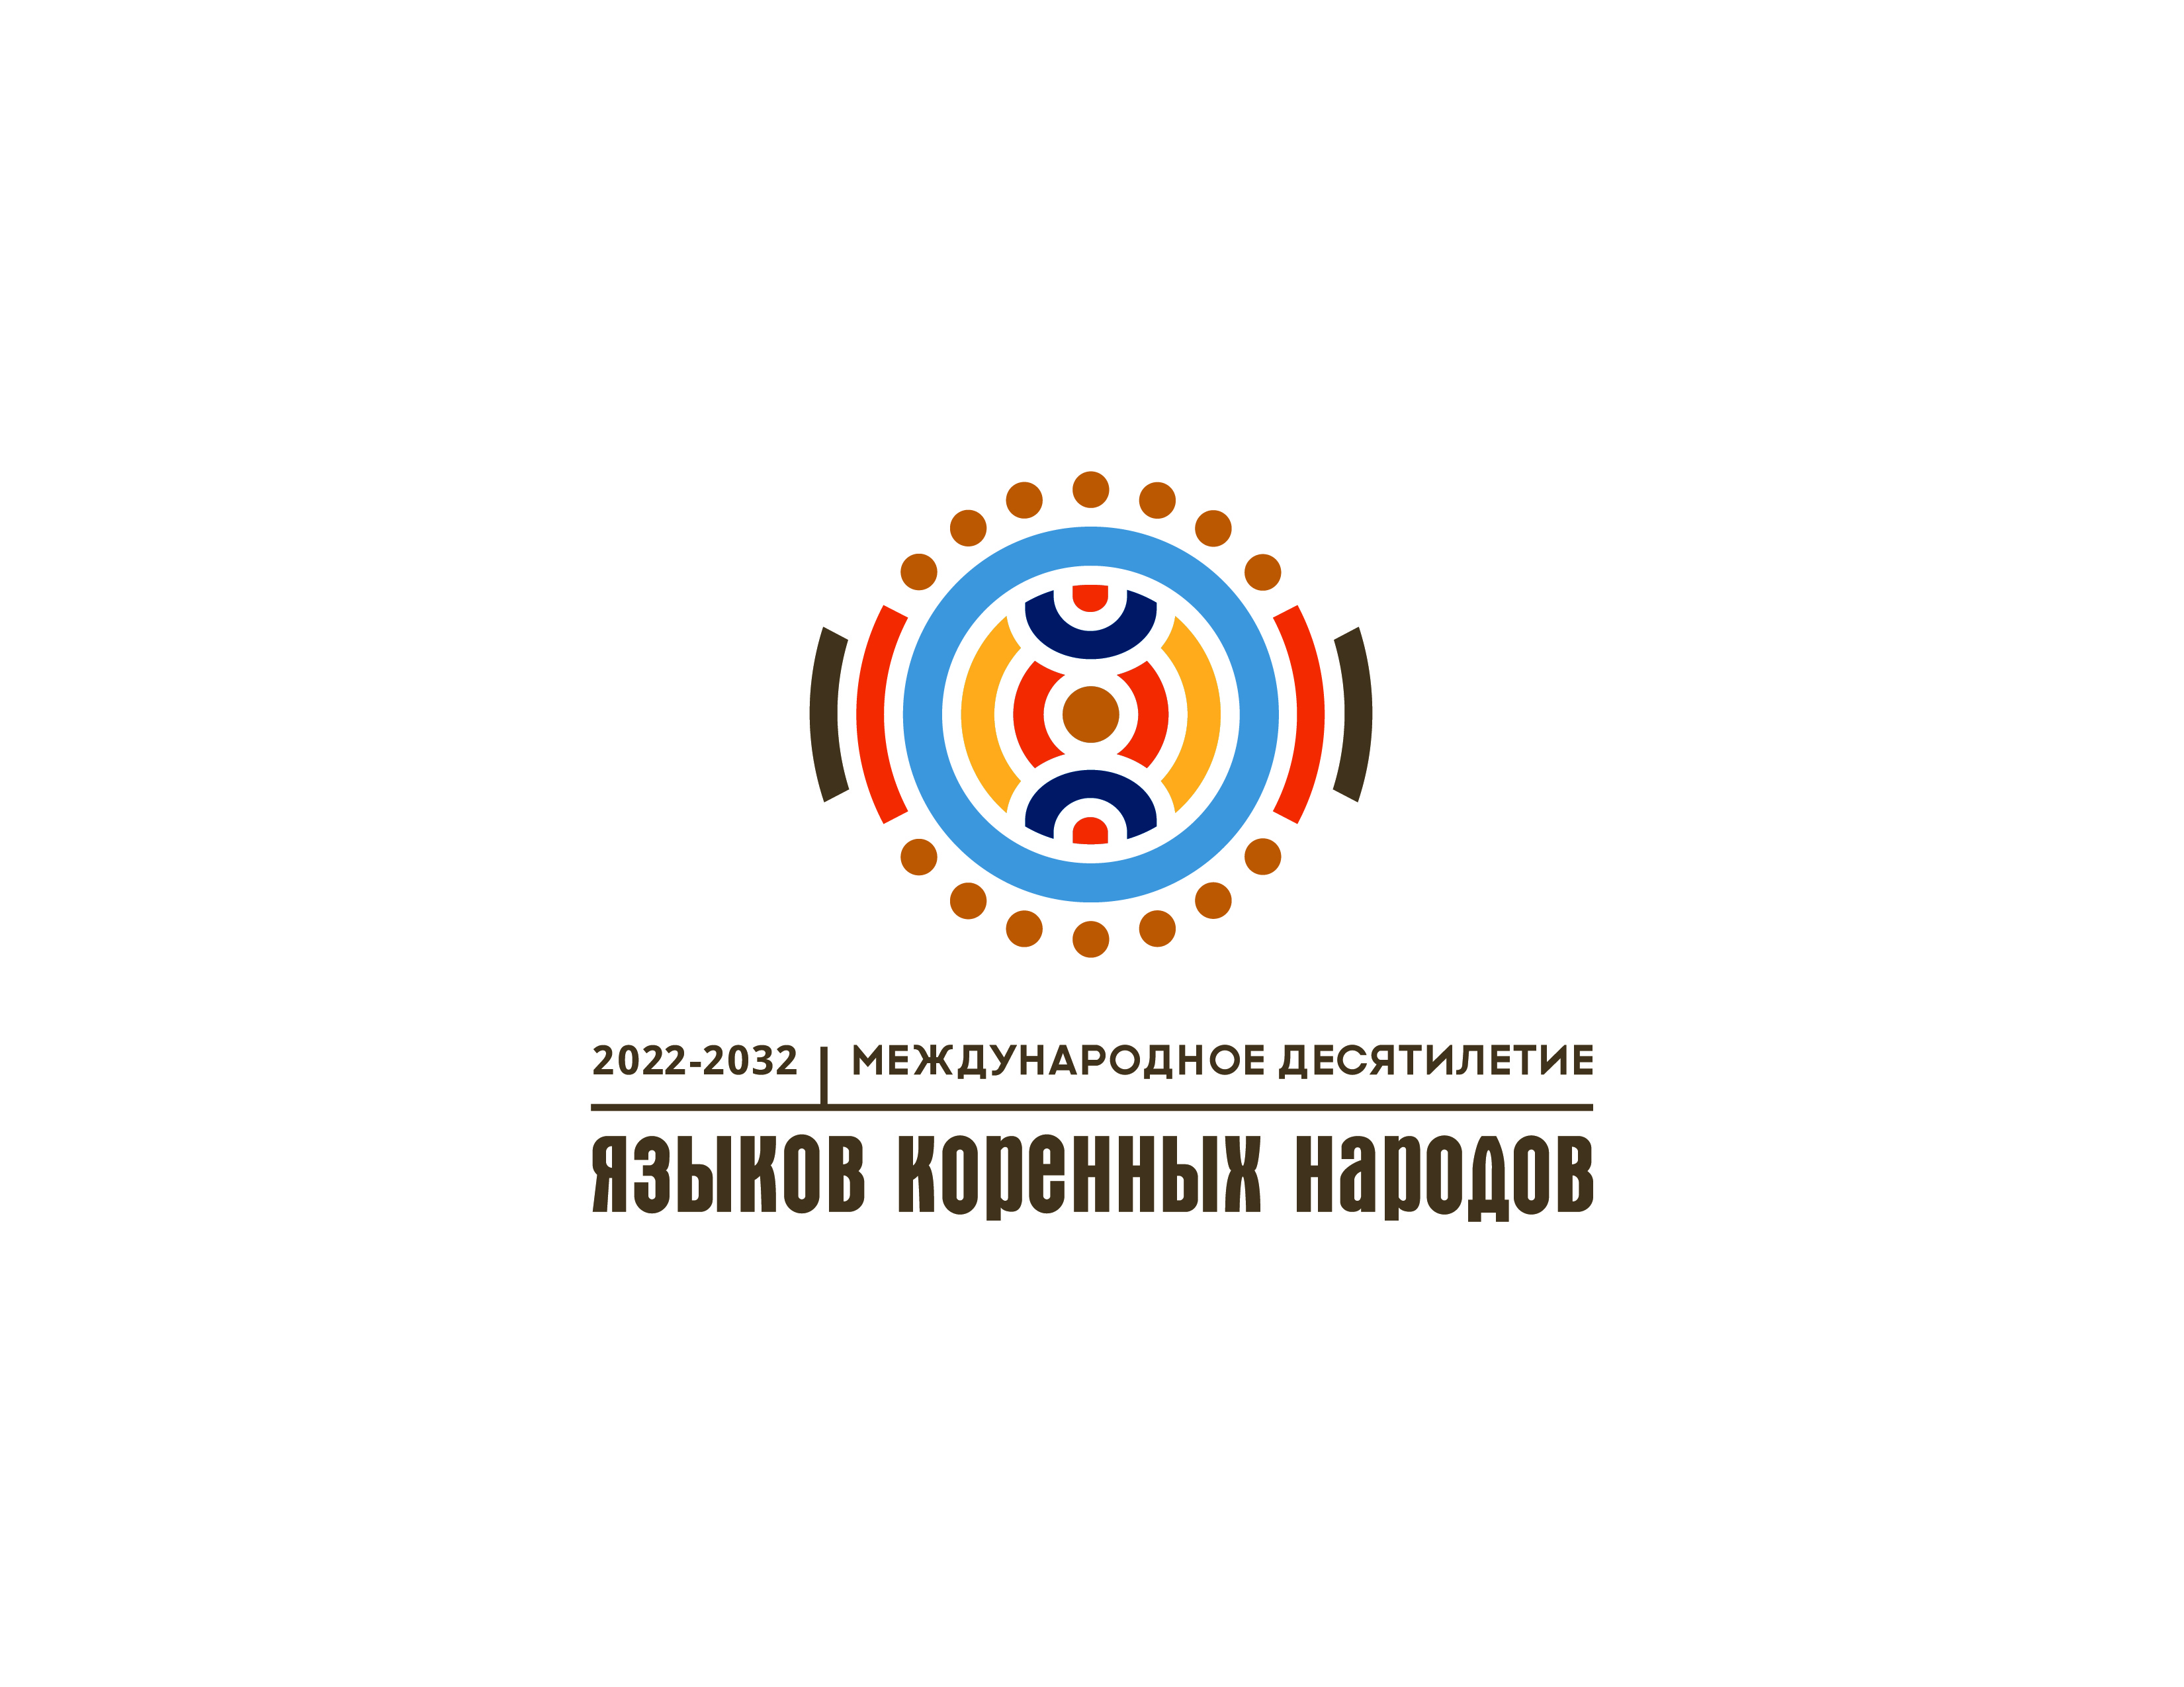 2022-2032 | МЕЖДУНАРОДНОЕ ДЕСЯТИЛЕТИЕ
языков коренных народов